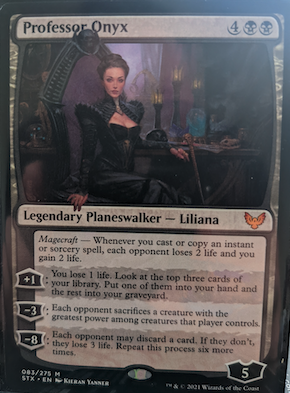 Professor Onyx 4
Legendary Planeswalker — Liliana
Magecraft — Whenever you cast or copy an instant
or sorcery spell, each opponent loses 2 life and you
gain 2 life.
+1: You lose 1 life. Look at the top three cards of
your library. Put one of them into your hand and
the rest into your graveyard.
−3: Each opponent sacrifices a creature with the
greatest power among creatures that player controls.
−8: Each opponent may discard a card. If they don't,
they lose 3 life. Repeat this process six more
times.
5
083/275 M
STX • EN Kieran Yanner
™ & © 2021 Wizards of the Coast